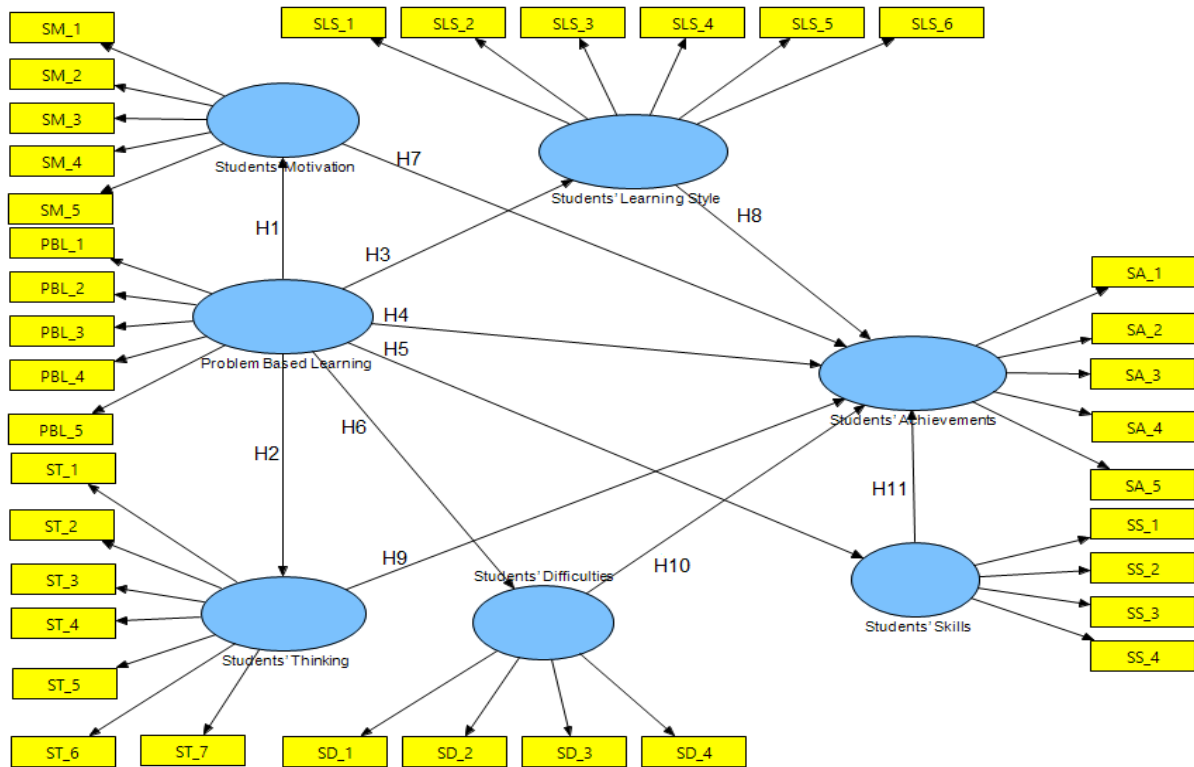 SM_1
SM_2
SM_3
SM_4
SM_5
SLS_1
SLS_2
SLS_3
SLS_4
SLS_5
SLS_6
Students' Motivation
Students' Learning Style
H7
H8
H1
H3
PBL_1
PBL_2
PBL_3
PBL_4
PBL_5
Problem Based Learning
H4
H5
H6
H2
SA_1
SA_2
SA_3
SA_4
SA_5
Students' Achievements
H11
ST_1
ST_2
ST_3
ST_4
ST_5
ST_6
ST_7
Students' Thinking
H9
Students' Difficulties
H10
SD_1
SD_2
SD_3
SD_4
SS_1
SS_2
SS_3
SS_4
Students' Skills